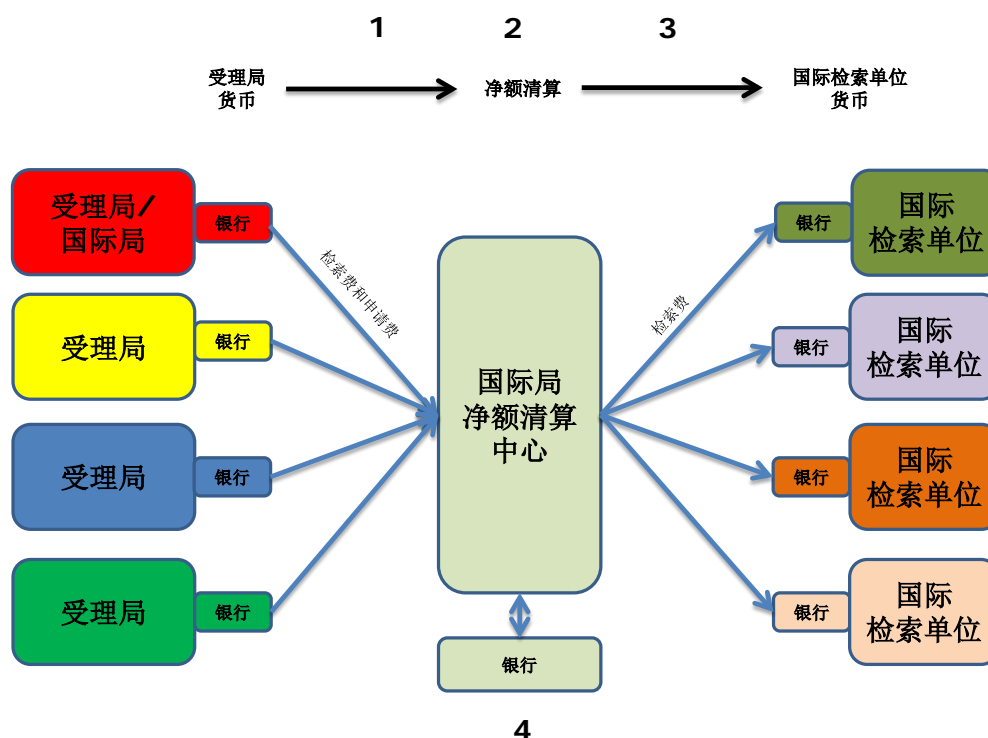 1
2
3
受理局
货币
净额清算
国际检索单位
货币
受理局/
国际局
银行
检索费和申请费
受理局
银行
受理局
银行
受理局
银行
国际局
净额清算
中心
银行
检索费
银行
国际
检索单位
银行
国际
检索单位
银行
国际
检索单位
银行
国际
检索单位
4